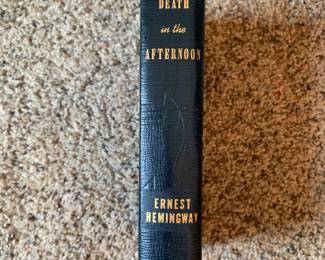 DEATH
in the
AFTERNOON
ERNEST
HEMINGWAY